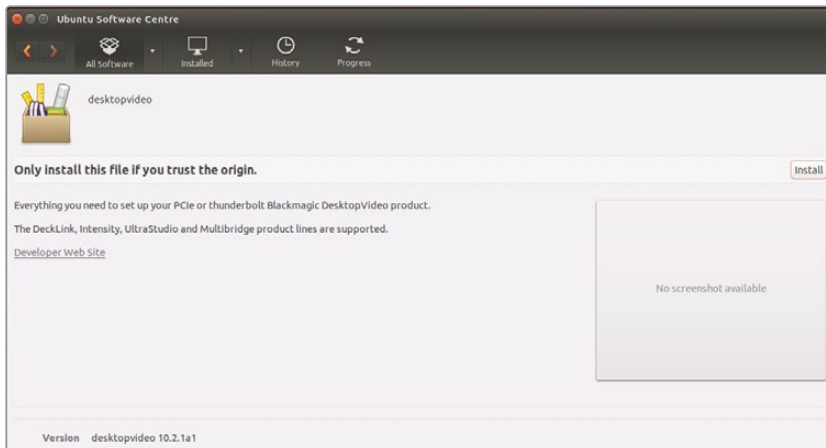 Ubuntu Software Centre
All Software
Installed
History
Progress
desktopvideo
Only install this file if you trust the origin.
Install
Everything you need to set up your PCIe or thunderbolt Blackmagic DesktopVideo product.
The DeckLink, Intensity, UltraStudio and Multibridge product lines are supported.
Developer Web Site
No screenshot available
Version desktopvideo 10.2.1a1